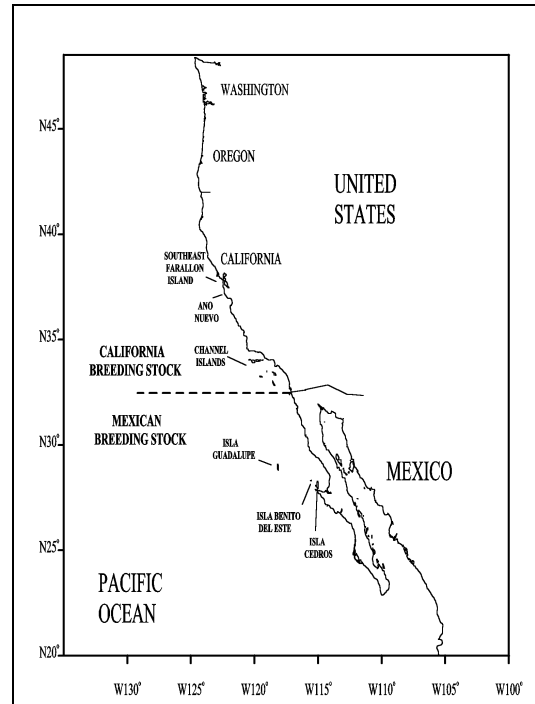 WASHINGTON
N45°
OREGON
UNITED
STATES
N40°
CALIFORNIA
SOUTHEAST
FARALLON
ISLAND
ANO
NUEVO
N35°
CHANNEL
ISLANDS
CALIFORNIA
BREEDING STOCK
MEXICAN
BREEDING STOCK
N30°
ISLA
GUADALUPE
MEXICO
ISLA BENITO
DEL ESTE
ISLA
CEDROS
N25°
PACIFIC
OCEAN
N20°
W130° W125° W120° W115° W110° W105° W100°